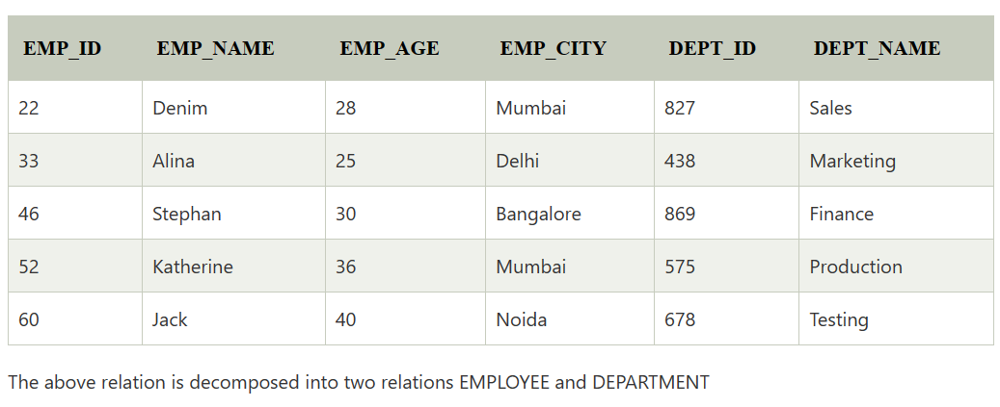 EMP_ID EMP_NAME EMP_AGE EMP_CITY DEPT_ID DEPT_NAME
22 Denim 28 Mumbai 827 Sales
33 Alina 25 Delhi 438 Marketing
46 Stephan 30 Bangalore 869 Finance
52 Katherine 36 Mumbai 575 Production
60 Jack 40 Noida 678 Testing
The above relation is decomposed into two relations EMPLOYEE and DEPARTMENT